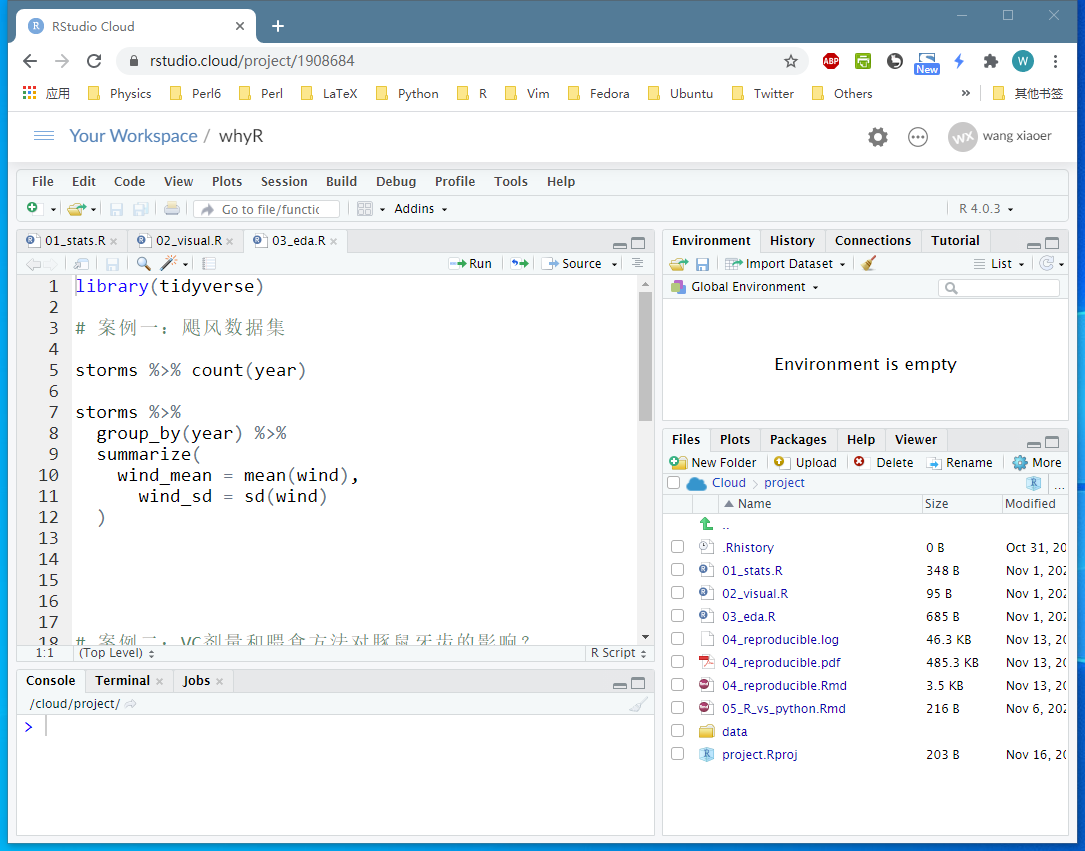 RStudio Cloud
rstudio.cloud/project/1908684
ABP
New
W
应用 Physics Perl6 Perl LaTeX Python R Vim Fedora Ubuntu Twitter Others » 其他书签
Your Workspace / whyR
WX wang xiaoer
File Edit Code View Plots Session Build Debug Profile Tools Help
Go to file/functic Addins R 4.0.3
01_stats.R 02_visual.R 03_eda.R
Run Source
1 library(tidyverse)
2
3 # 案例一：飓风数据集
4
5 storms %>% count(year)
6
7 storms %>%
8 group_by(year) %>%
9 summarize(
10 wind_mean = mean(wind),
11 wind_sd = sd(wind)
12 )
13
14
15
16
17
18 # 案例二：VC剂量和喂食方法对豚鼠牙齿的影响？
1:1 (Top Level) R Script
Console Terminal Jobs
/cloud/project/
>
Environment History Connections Tutorial
Import Dataset List
Global Environment
Environment is empty
Files Plots Packages Help Viewer
New Folder Upload Delete Rename More
Cloud project R ...
Name Size Modified
..
.Rhistory 0 B Oct 31, 20
01_stats.R 348 B Nov 1, 202
02_visual.R 95 B Nov 1, 202
03_eda.R 685 B Nov 1, 202
04_reproducible.log 46.3 KB Nov 13, 20
04_reproducible.pdf 485.3 KB Nov 13, 20
04_reproducible.Rmd 3.5 KB Nov 13, 20
05_R_vs_python.Rmd 216 B Nov 6, 202
data
project.Rproj 203 B Nov 16, 20